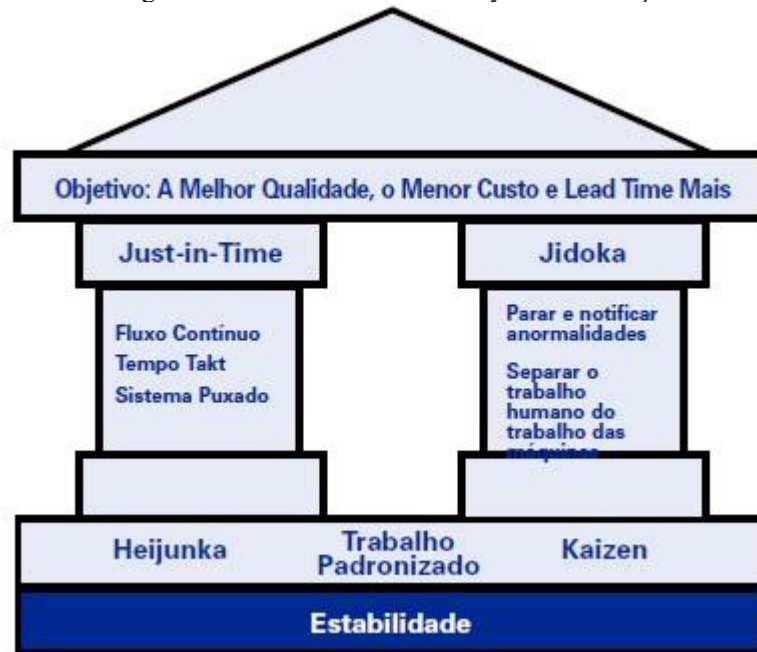 Objetivo: A Melhor Qualidade, o Menor Custo e Lead Time Mais
Just-in-Time
Jidoka
Fluxo Contínuo
Tempo Takt
Sistema Puxado
Parar e notificar
anormalidades
Separar o
trabalho
humano do
trabalho das
máquinas
Heijunka
Trabalho
Padronizado
Kaizen
Estabilidade